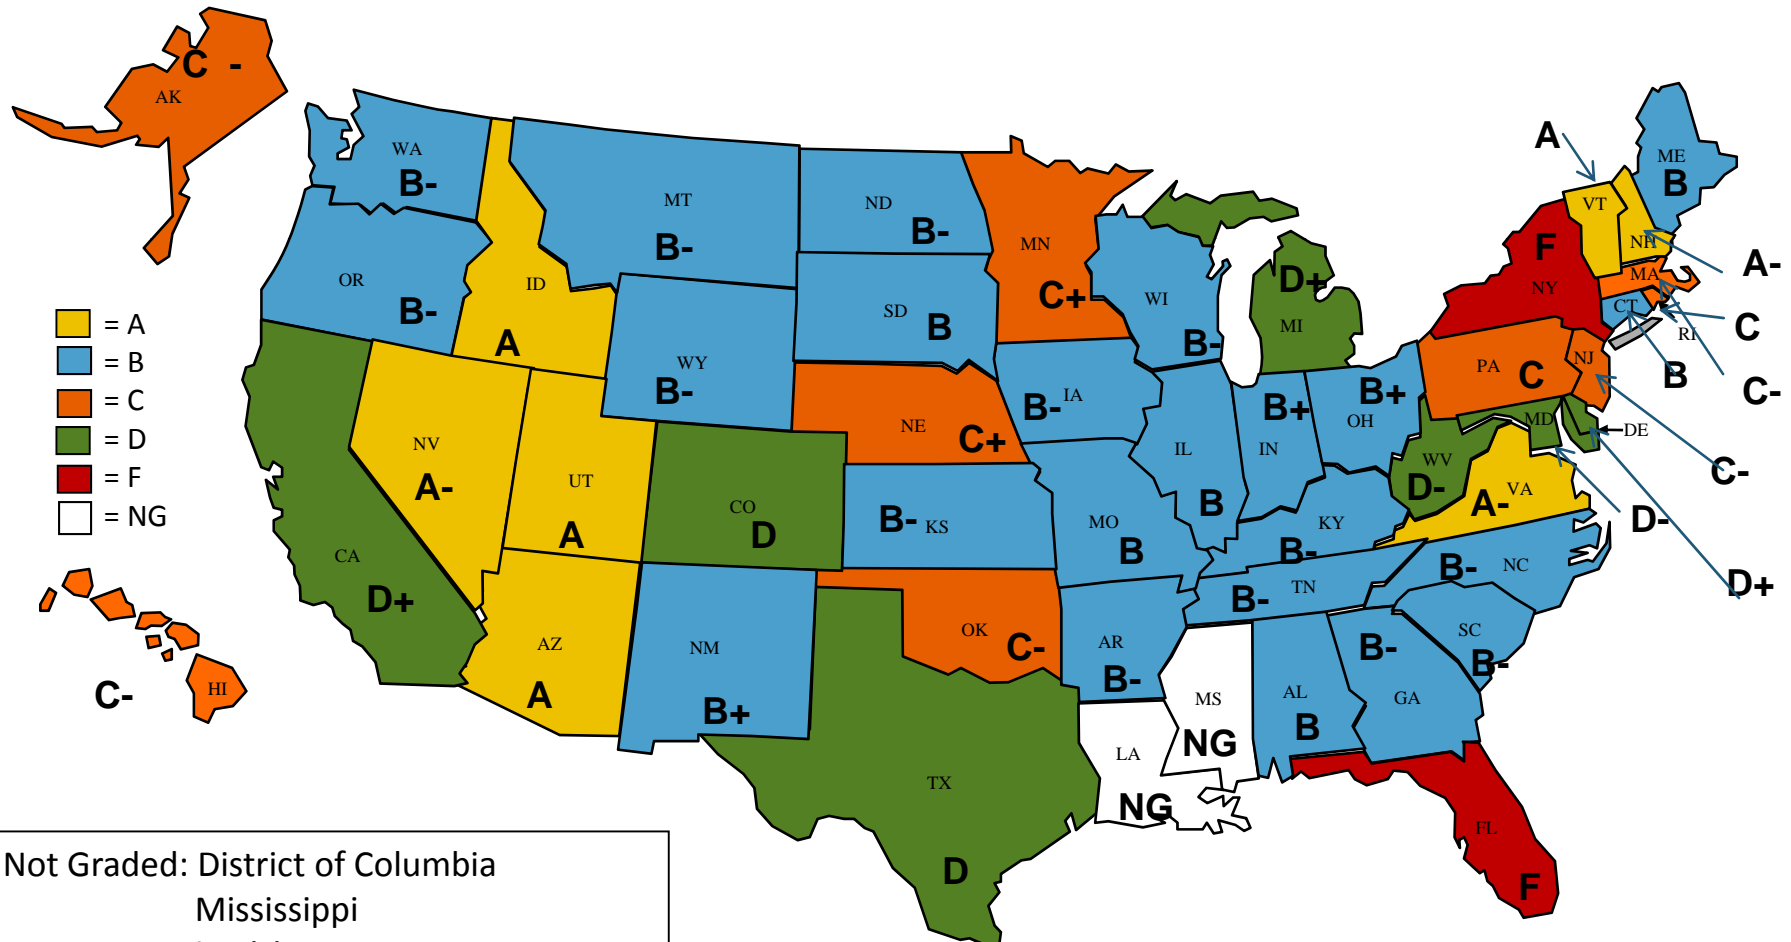 C -
AK
WA
B-
MT
B-
ND
B-
MN
C+
OR
B-
ID
A
WY
B-
SD
B
WI
B-
D+
MI
A
VT
ME
B
NH
A-
F
NY
MA
C-
CT
B
RI
C
= A
= B
= C
= D
= F
= NG
NV
A-
UT
A
CO
D
NE
C+
B- IA
IL
B
B+
IN
B+
OH
PA C
NJ
C-
MD
D-
DE
D+
WV
D-
VA
A-
CA
D+
B- KS
MO
B
KY
B-
AZ
A
NM
B+
OK
C-
AR
B-
TN
B-
B- NC
SC
B-
B-
GA
AL
B
MS
NG
LA
NG
TX
D
FL
F
C-
HI
Not Graded: District of Columbia
Mississippi